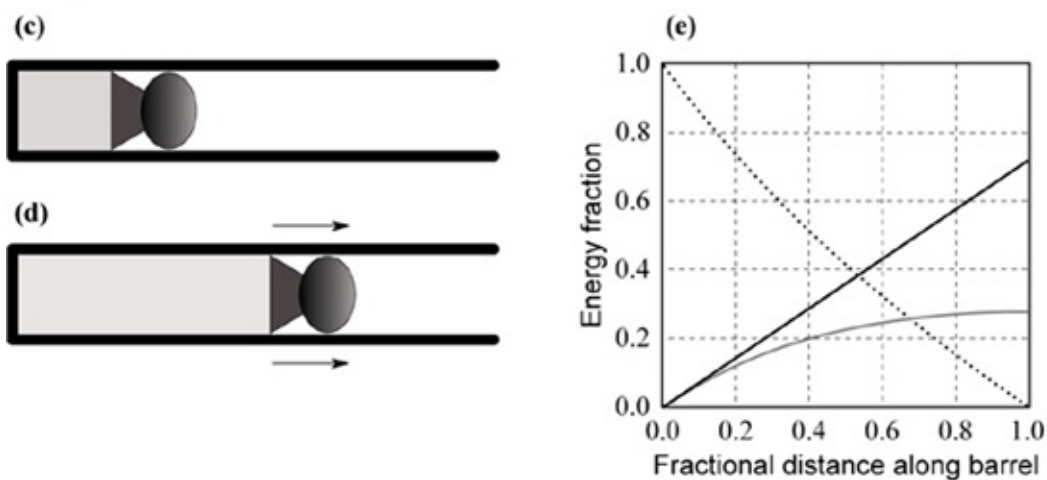 (c)
(d)
(e)
Energy fraction
1.0
0.8
0.6
0.4
0.2
0.0
0.0 0.2 0.4 0.6 0.8 1.0
Fractional distance along barrel